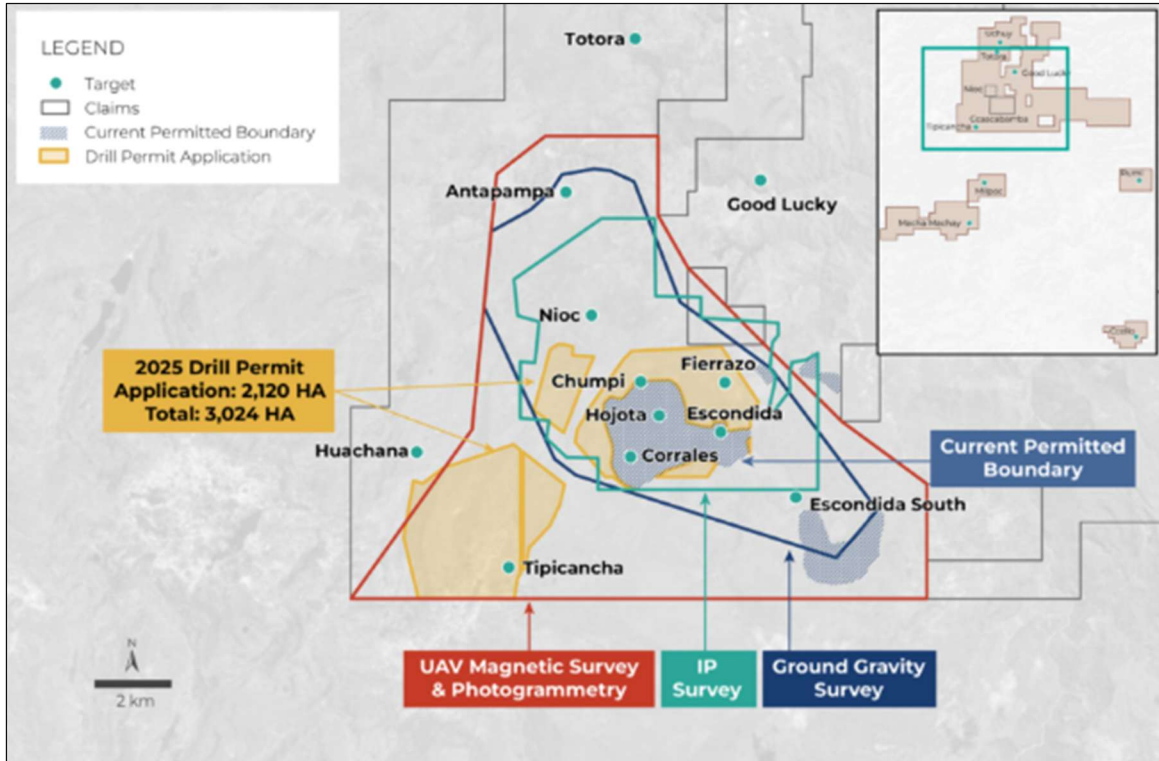 LEGEND
Target
Claims
Current Permitted Boundary
Drill Permit Application
Totora
Antapampa
Good Lucky
Nioc
2025 Drill Permit
Application: 2,120 HA
Total: 3,024 HA
Chumpi
Fierrazo
Hojota
Escondida
Huachana
Corrales
Current Permitted
Boundary
Escondida South
Tipicancha
UAV Magnetic Survey
& Photogrammetry
IP
Survey
Ground Gravity
Survey
N
2 km
Totora
Good Lucky
Nioc
Ccascabamba
Tipicancha
Milpoc
Macha Machay